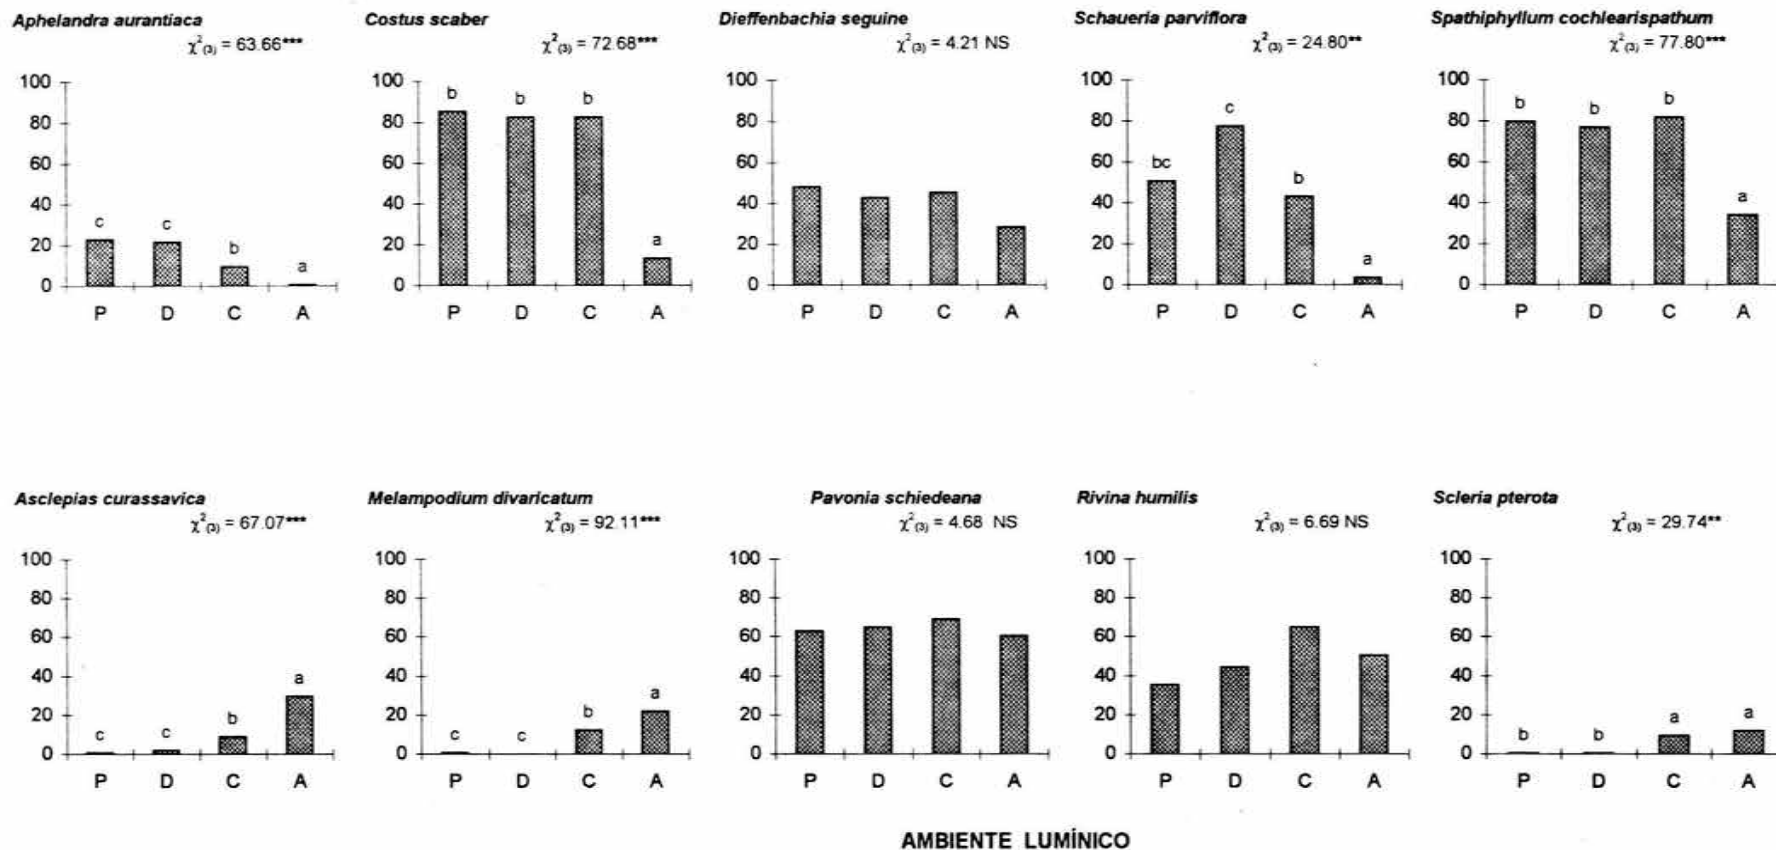 Aphelandra aurantiaca Costus scaber Dieffenbachia seguine Schaueria parviflora Spathiphyllum cochlearispathum
χ²(3) = 63.66*** χ²(3) = 72.68*** χ²(3) = 4.21 NS χ²(3) = 24.80** χ²(3) = 77.80***
100 100 100 100 100
b b b c b b b
80 80 80 80 80
60 60 60 60 60
bc b
40 40 40 40 40
c c b a a a a
20 20 20 20 20
0 0 0 0 0
P D C A P D C A P D C A P D C A P D C A
Asclepias curassavica Melampodium divaricatum Pavonia schiedeana Rivina humilis Scleria pterota
χ²(3) = 67.07*** χ²(3) = 92.11*** χ²(3) = 4.68 NS χ²(3) = 6.69 NS χ²(3) = 29.74**
100 100 100 100 100
80 80 80 80 80
60 60 60 60 60
40 40 40 40 40
a a
20 20 20 20 20
c c b c c b b b a a
0 0 0 0 0
P D C A P D C A P D C A P D C A P D C A
AMBIENTE LUMÍNICO